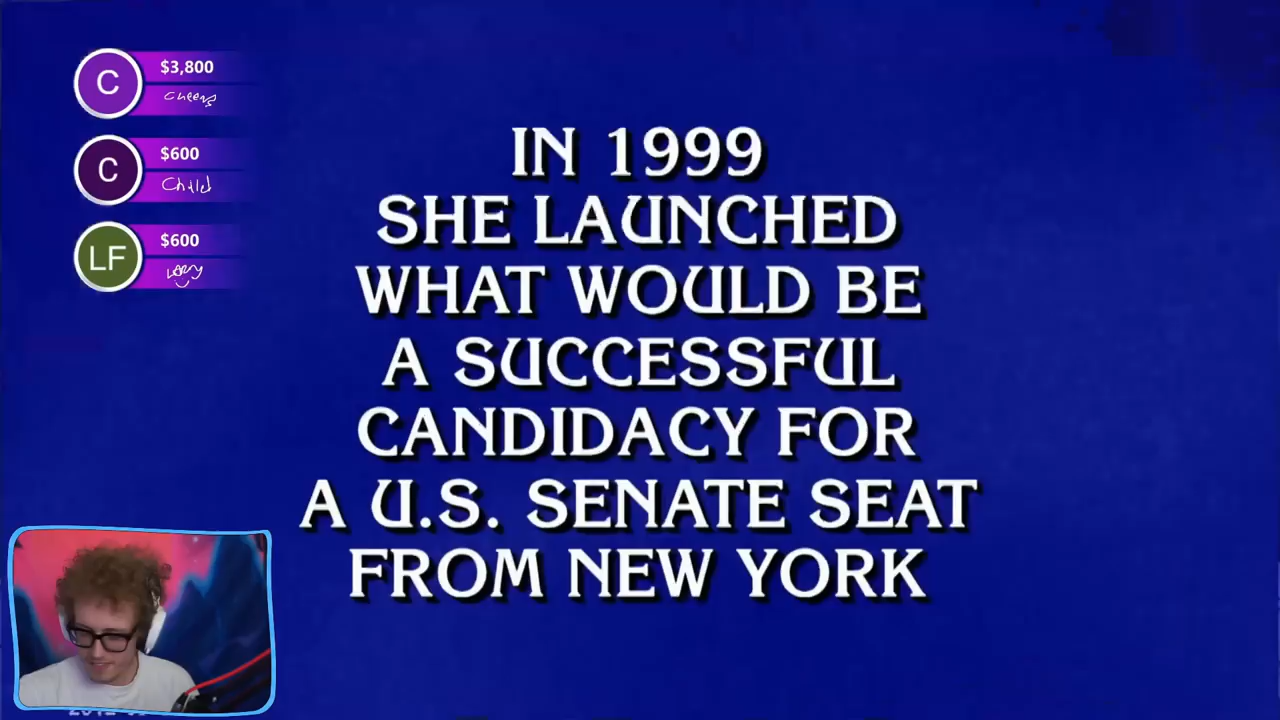 C
$3,800
cheers
C
$600
Child
LF
$600
IN 1999
SHE LAUNCHED
WHAT WOULD BE
A SUCCESSFUL
CANDIDACY FOR
A U.S. SENATE SEAT
FROM NEW YORK